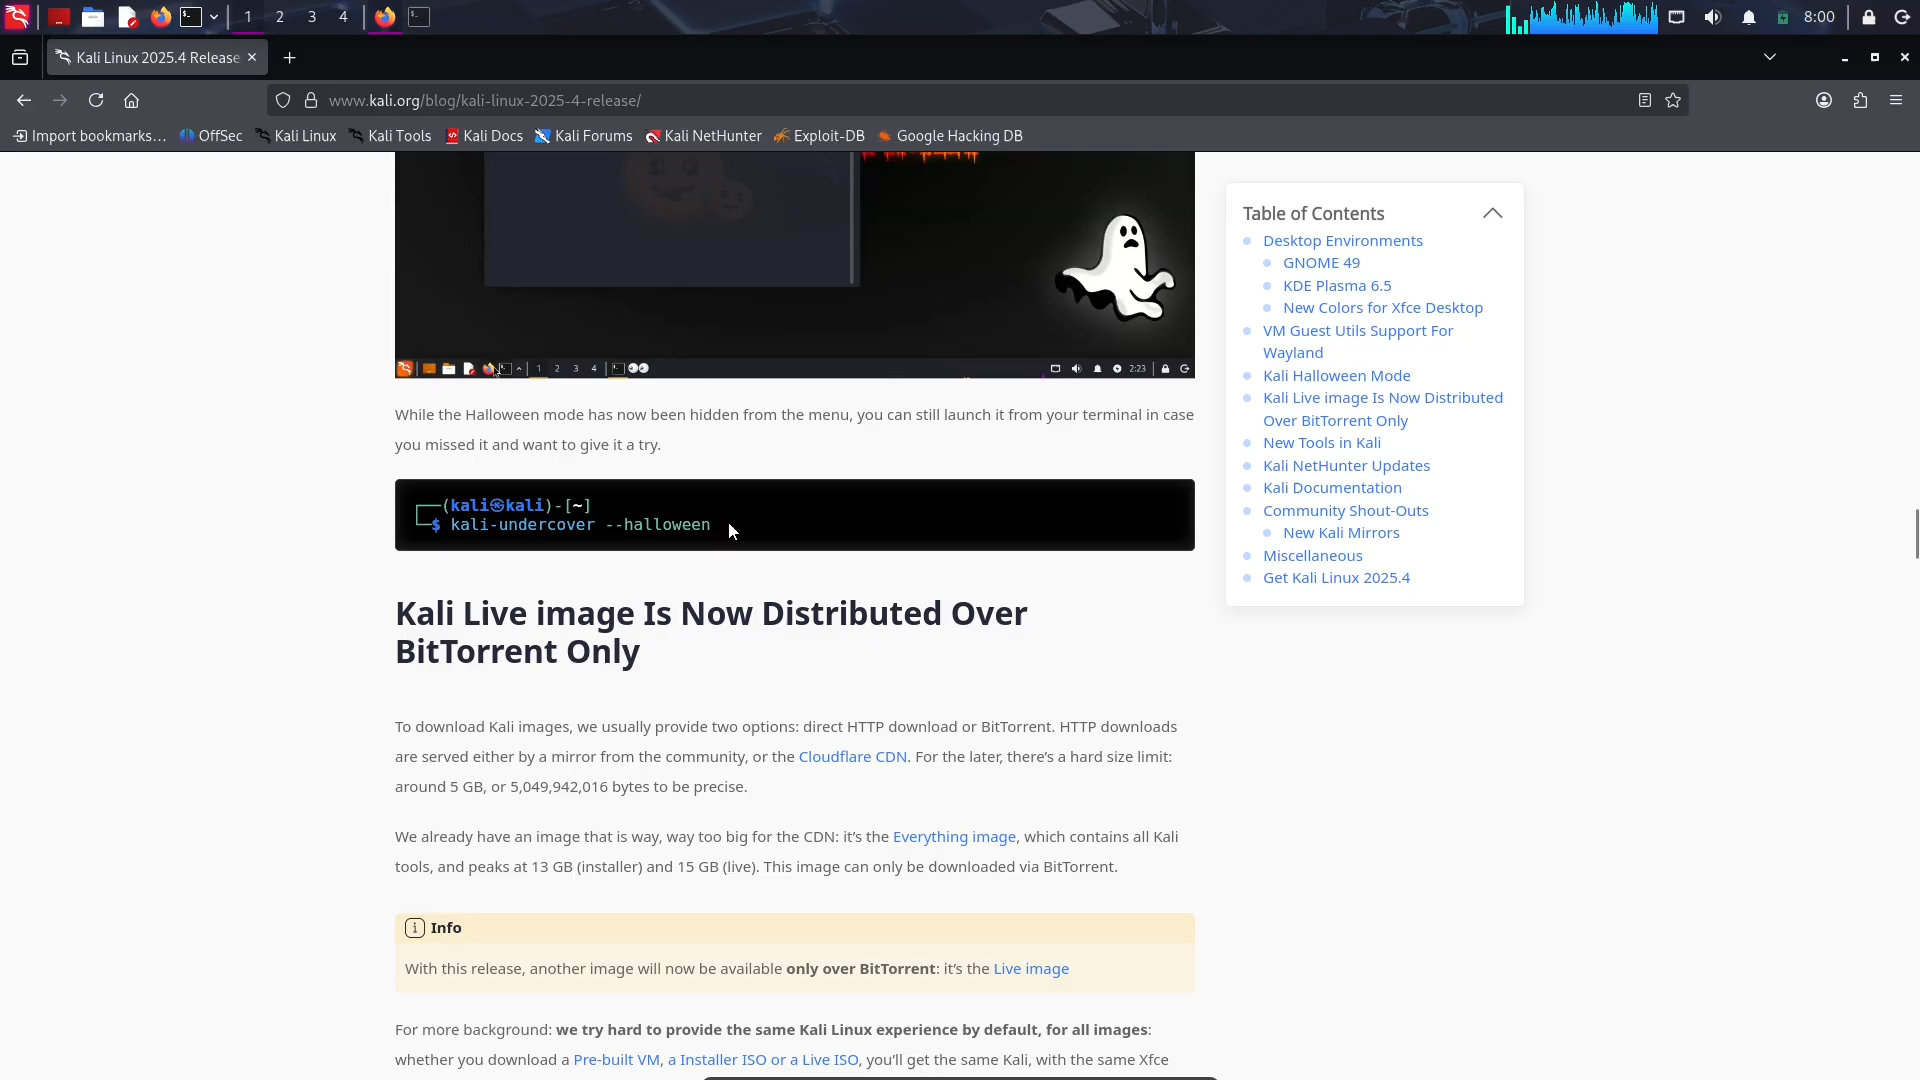 1 2 3 4
8:00
Kali Linux 2025.4 Release
www.kali.org/blog/kali-linux-2025-4-release/
Import bookmarks... OffSec Kali Linux Kali Tools Kali Docs Kali Forums Kali NetHunter Exploit-DB Google Hacking DB
1 2 3 4 2:23
While the Halloween mode has now been hidden from the menu, you can still launch it from your terminal in case
you missed it and want to give it a try.
┌──(kali㉿kali)-[~]
└─$ kali-undercover --halloween
Kali Live image Is Now Distributed Over
BitTorrent Only
To download Kali images, we usually provide two options: direct HTTP download or BitTorrent. HTTP downloads
are served either by a mirror from the community, or the Cloudflare CDN. For the later, there’s a hard size limit:
around 5 GB, or 5,049,942,016 bytes to be precise.
We already have an image that is way, way too big for the CDN: it’s the Everything image, which contains all Kali
tools, and peaks at 13 GB (installer) and 15 GB (live). This image can only be downloaded via BitTorrent.
Info
With this release, another image will now be available only over BitTorrent: it’s the Live image
For more background: we try hard to provide the same Kali Linux experience by default, for all images:
whether you download a Pre-built VM, a Installer ISO or a Live ISO, you’ll get the same Kali, with the same Xfce
Table of Contents
Desktop Environments
GNOME 49
KDE Plasma 6.5
New Colors for Xfce Desktop
VM Guest Utils Support For
Wayland
Kali Halloween Mode
Kali Live image Is Now Distributed
Over BitTorrent Only
New Tools in Kali
Kali NetHunter Updates
Kali Documentation
Community Shout-Outs
New Kali Mirrors
Miscellaneous
Get Kali Linux 2025.4